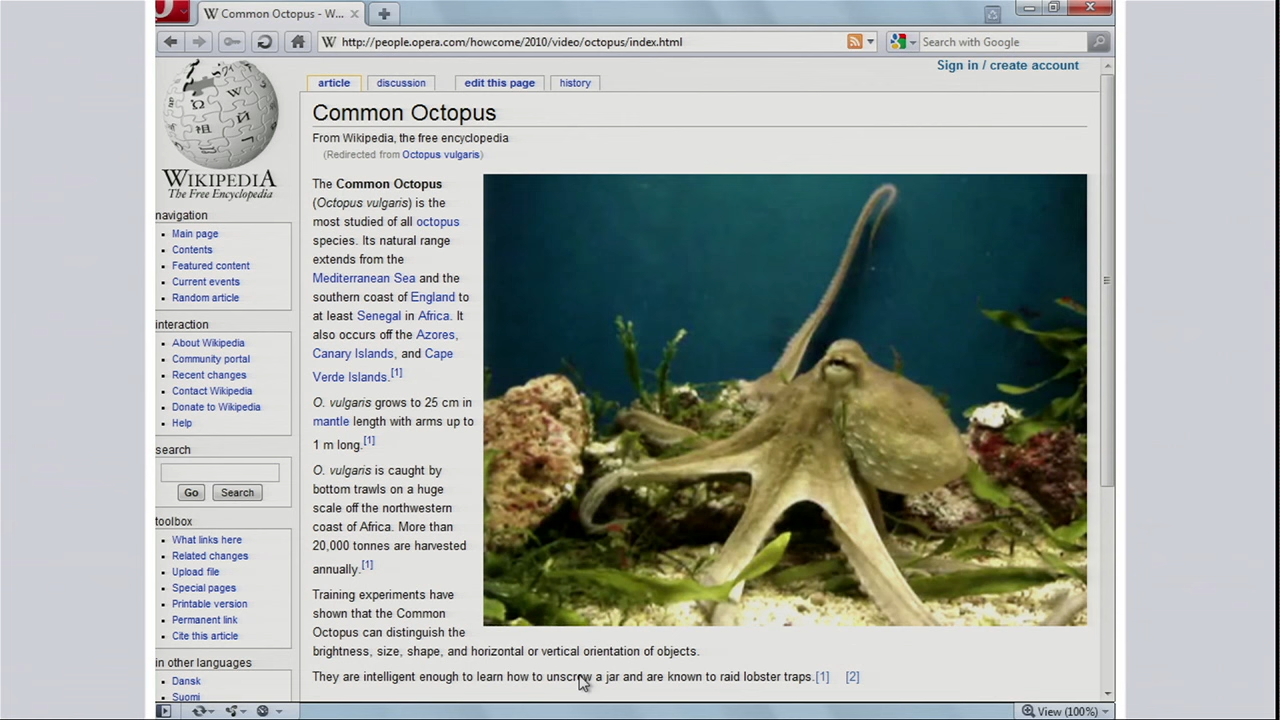 Common Octopus - W...
http://people.opera.com/howcome/2010/video/octopus/index.html
Search with Google
Sign in / create account
article
discussion
edit this page
history
WIKIPEDIA
The Free Encyclopedia
navigation
Main page
Contents
Featured content
Current events
Random article
interaction
About Wikipedia
Community portal
Recent changes
Contact Wikipedia
Donate to Wikipedia
Help
search
Go Search
toolbox
What links here
Related changes
Upload file
Special pages
Printable version
Permanent link
Cite this article
in other languages
Dansk
Suomi
Common Octopus
From Wikipedia, the free encyclopedia
(Redirected from Octopus vulgaris)
The Common Octopus
(Octopus vulgaris) is the
most studied of all octopus
species. Its natural range
extends from the
Mediterranean Sea and the
southern coast of England to
at least Senegal in Africa. It
also occurs off the Azores,
Canary Islands, and Cape
Verde Islands.[1]
O. vulgaris grows to 25 cm in
mantle length with arms up to
1 m long.[1]
O. vulgaris is caught by
bottom trawls on a huge
scale off the northwestern
coast of Africa. More than
20,000 tonnes are harvested
annually.[1]
Training experiments have
shown that the Common
Octopus can distinguish the
brightness, size, shape, and horizontal or vertical orientation of objects.
They are intelligent enough to learn how to unscrew a jar and are known to raid lobster traps.[1] [2]
View (100%)